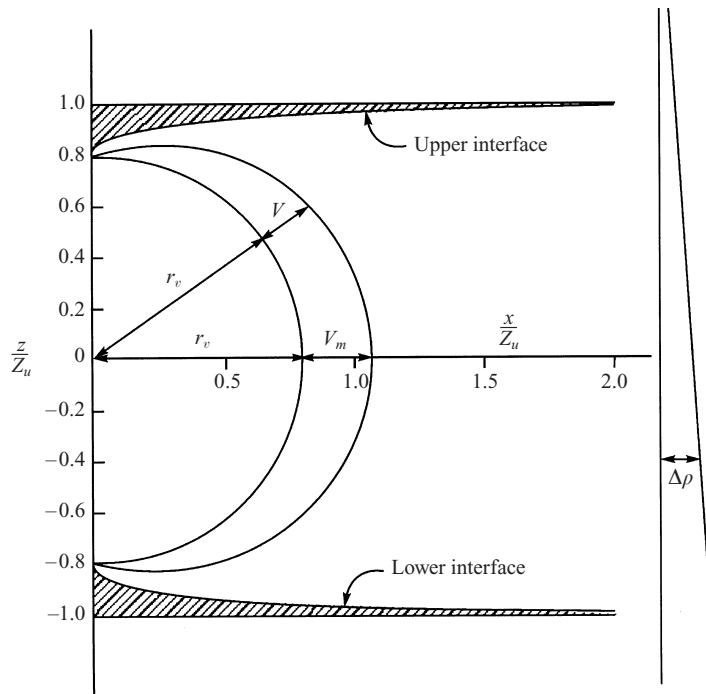 1.0
Upper interface
0.8
0.6
V
0.4
r_v
0.2
r_v
V_m
x/Z_u
z/Z_u
0
0.5
1.0
1.5
2.0
−0.2
−0.4
Δρ
−0.6
−0.8
Lower interface
−1.0